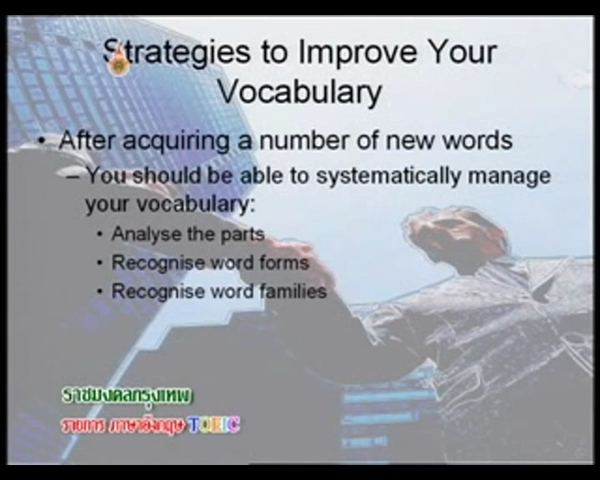 Strategies to Improve Your
Vocabulary
• After acquiring a number of new words
– You should be able to systematically manage
your vocabulary:
• Analyse the parts
• Recognise word forms
• Recognise word families
ราชมงคลกรุงเทพ
รายการ ภาษาอังกฤษ TOEIC